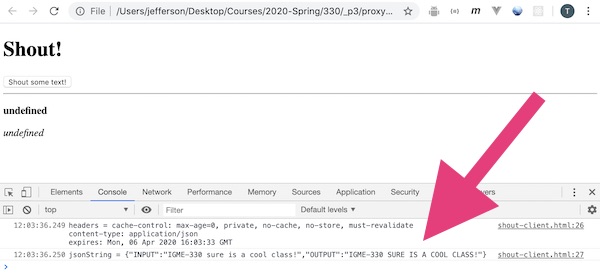 File | /Users/jefferson/Desktop/Courses/2020-Spring/330/_p3/proxy...
m
T
Shout!
Shout some text!
undefined
undefined
Elements Console Network Performance Memory Sources Application Security
top Filter Default levels
12:03:36.249 headers = cache-control: max-age=0, private, no-cache, no-store, must-revalidate shout-client.html:26
content-type: application/json
expires: Mon, 06 Apr 2020 16:03:33 GMT
12:03:36.250 jsonString = {"INPUT":"IGME-330 sure is a cool class!","OUTPUT":"IGME-330 SURE IS A COOL CLASS!"} shout-client.html:27